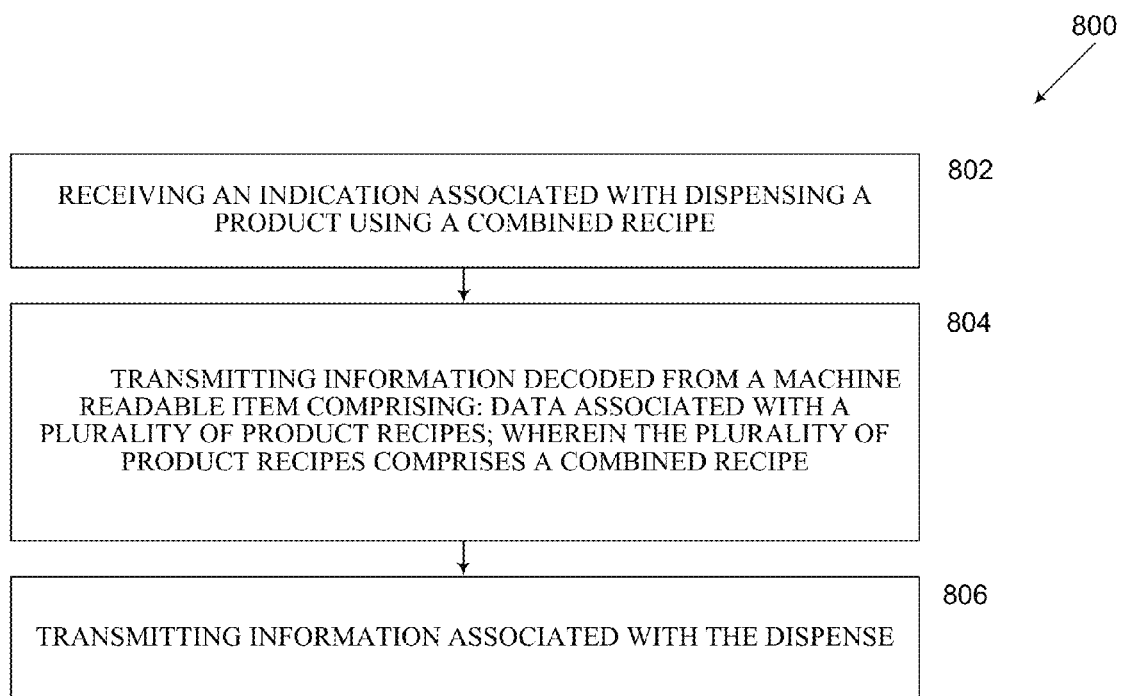 800
802
RECEIVING AN INDICATION ASSOCIATED WITH DISPENSING A
PRODUCT USING A COMBINED RECIPE
804
TRANSMITTING INFORMATION DECODED FROM A MACHINE
READABLE ITEM COMPRISING: DATA ASSOCIATED WITH A
PLURALITY OF PRODUCT RECIPES; WHEREIN THE PLURALITY OF
PRODUCT RECIPES COMPRISES A COMBINED RECIPE
806
TRANSMITTING INFORMATION ASSOCIATED WITH THE DISPENSE